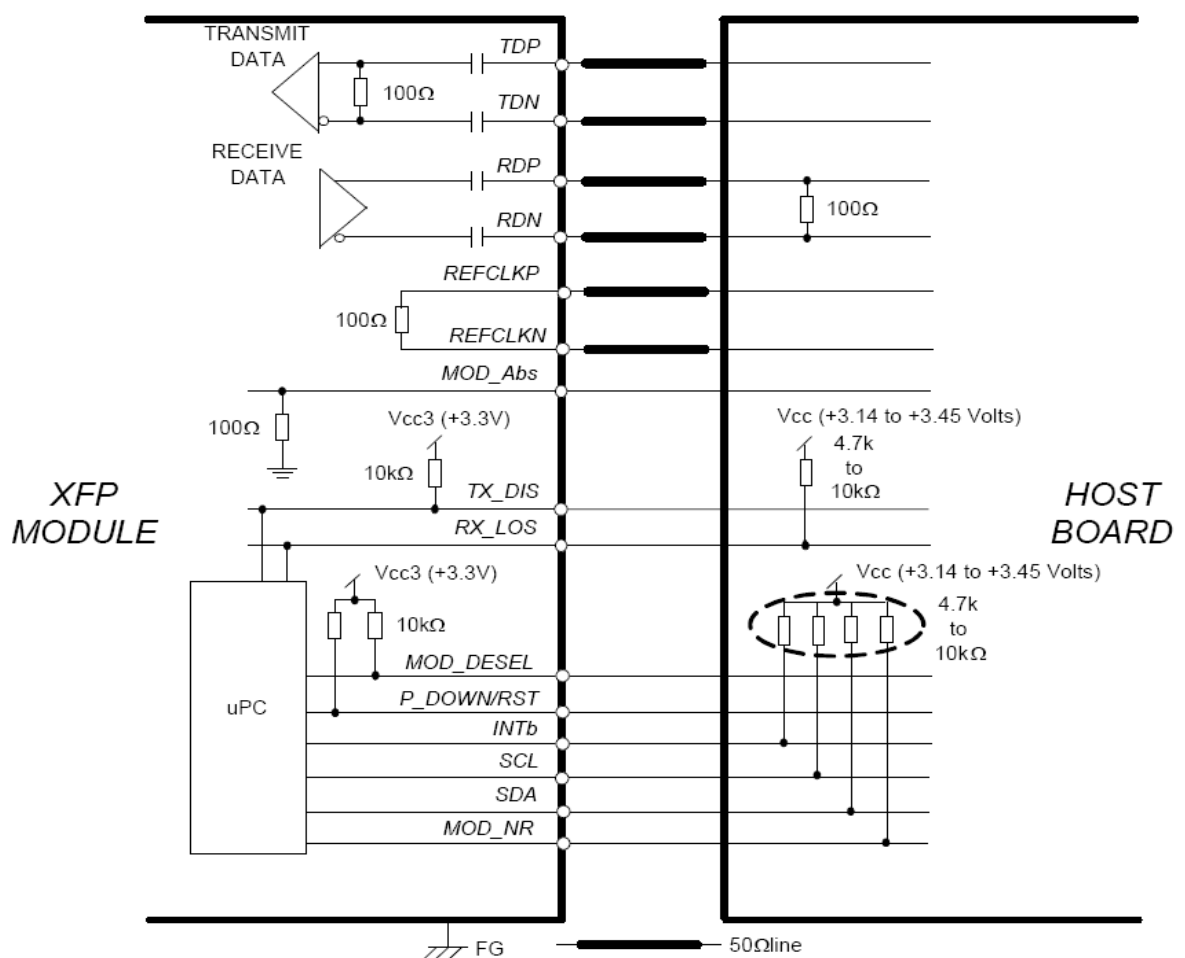 TRANSMIT
DATA
TDP
100Ω
TDN
RECEIVE
DATA
RDP
100Ω
RDN
REFCLKP
100Ω
REFCLKN
MOD_Abs
100Ω
Vcc3 (+3.3V)
10kΩ
Vcc (+3.14 to +3.45 Volts)
4.7k
to
10kΩ
XFP
MODULE
TX_DIS
RX_LOS
HOST
BOARD
Vcc3 (+3.3V)
10kΩ
Vcc (+3.14 to +3.45 Volts)
4.7k
to
10kΩ
uPC
MOD_DESEL
P_DOWN/RST
INTb
SCL
SDA
MOD_NR
FG
50Ωline